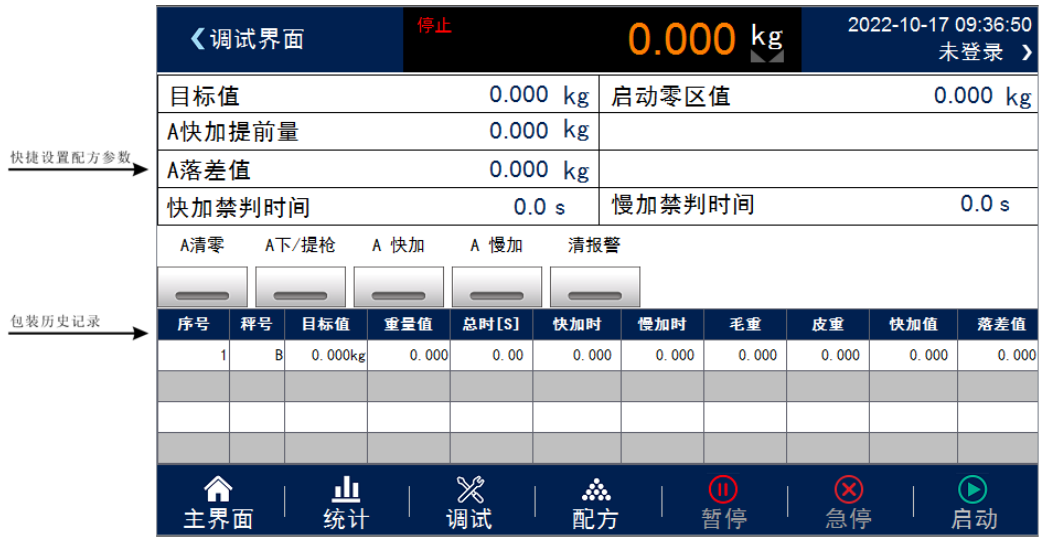 调试界面 停止 0.000 kg 2022-10-17 09:36:50
未登录
目标值 0.000 kg 启动零区值 0.000 kg
A快加提前量 0.000 kg
快捷设置配方参数
A落差值 0.000 kg
快加禁判时间 0.0 s 慢加禁判时间 0.0 s
A清零 A下/提枪 A 快加 A 慢加 清报警
包装历史记录
序号 秤号 目标值 重量值 总时[S] 快加时 慢加时 毛重 皮重 快加值 落差值
1 B 0.000kg 0.000 0.00 0.000 0.000 0.000 0.000 0.000 0.000
主界面 统计 调试 配方 暂停 急停 启动